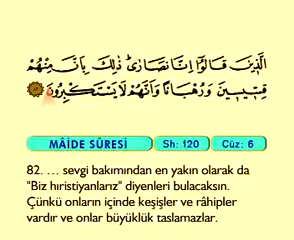 الَّذ۪ينَ قَالُٓوا اِنَّا نَصَارٰىۜ ذٰلِكَ بِاَنَّ مِنْهُمْ
قِسّ۪يس۪ينَ وَرُهْبَانًا وَاَنَّهُمْ لَا يَسْتَكْبِرُونَ
MÂİDE SÛRESİ Sh: 120 Cüz: 6
82. ... sevgi bakımından en yakın olarak da
"Biz hıristiyanlarız" diyenleri bulacaksın.
Çünkü onların içinde keşişler ve râhipler
vardır ve onlar büyüklük taslamazlar.